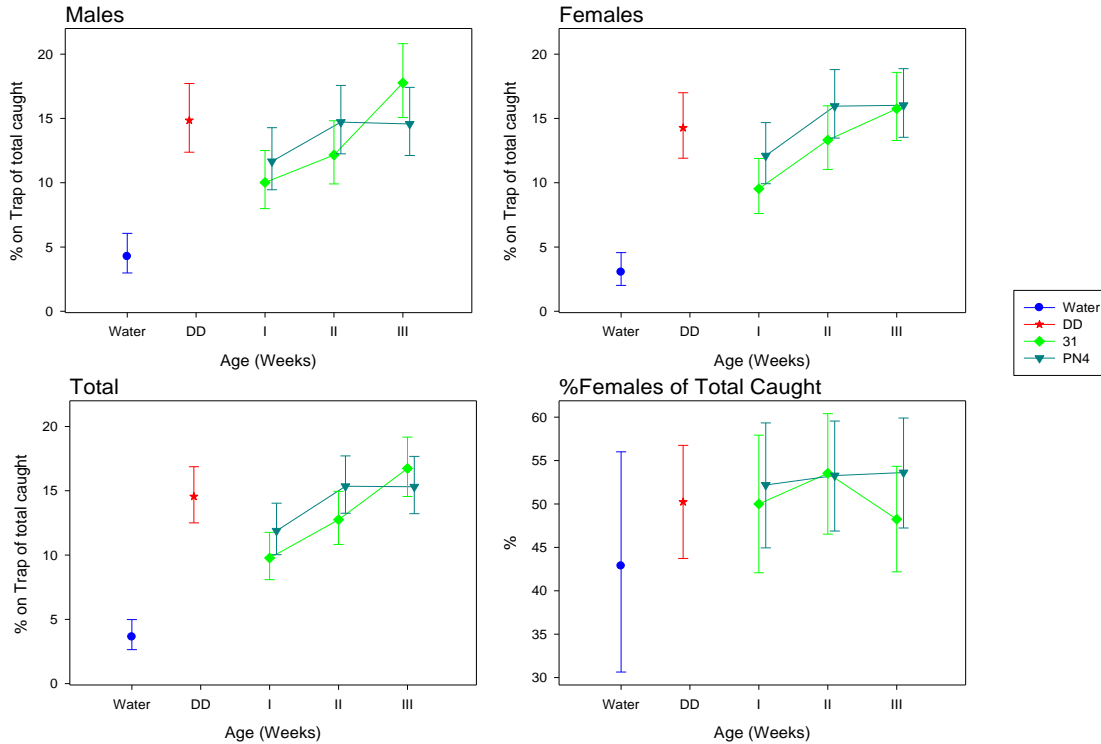 Males
% on Trap of total caught
20
15
10
5
0
Water DD I II III
Age (Weeks)
Females
% on Trap of total caught
20
15
10
5
0
Water DD I II III
Age (Weeks)
Water
DD
31
PN4
Total
% on Trap of total caught
20
15
10
5
0
Water DD I II III
Age (Weeks)
%Females of Total Caught
%
60
55
50
45
40
35
30
Water DD I II III
Age (Weeks)